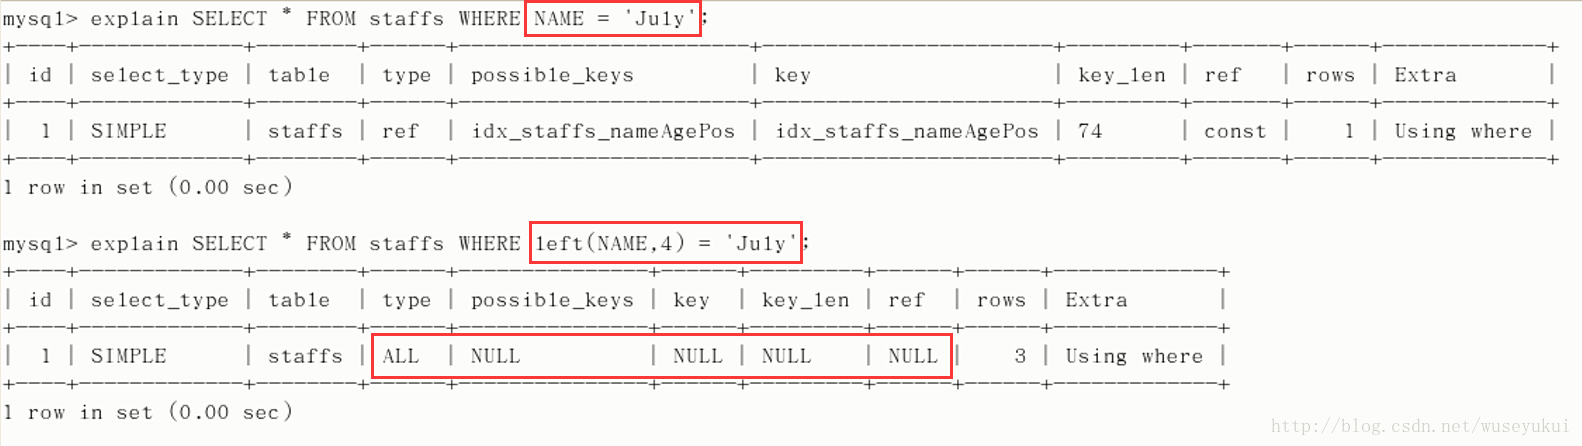 mysql> explain SELECT * FROM staffs WHERE NAME = 'July';
+----+-------------+--------+------+-----------------------+-----------------------+---------+-------+------+-------------+
| id | select_type | table | type | possible_keys | key | key_len | ref | rows | Extra |
+----+-------------+--------+------+-----------------------+-----------------------+---------+-------+------+-------------+
| 1 | SIMPLE | staffs | ref | idx_staffs_nameAgePos | idx_staffs_nameAgePos | 74 | const | 1 | Using where |
+----+-------------+--------+------+-----------------------+-----------------------+---------+-------+------+-------------+
1 row in set (0.00 sec)
mysql> explain SELECT * FROM staffs WHERE left(NAME,4) = 'July';
+----+-------------+--------+------+---------------+------+---------+------+------+-------------+
| id | select_type | table | type | possible_keys | key | key_len | ref | rows | Extra |
+----+-------------+--------+------+---------------+------+---------+------+------+-------------+
| 1 | SIMPLE | staffs | ALL | NULL | NULL | NULL | NULL | 3 | Using where |
+----+-------------+--------+------+---------------+------+---------+------+------+-------------+
1 row in set (0.00 sec)
http://blog.csdn.net/wuseyukui